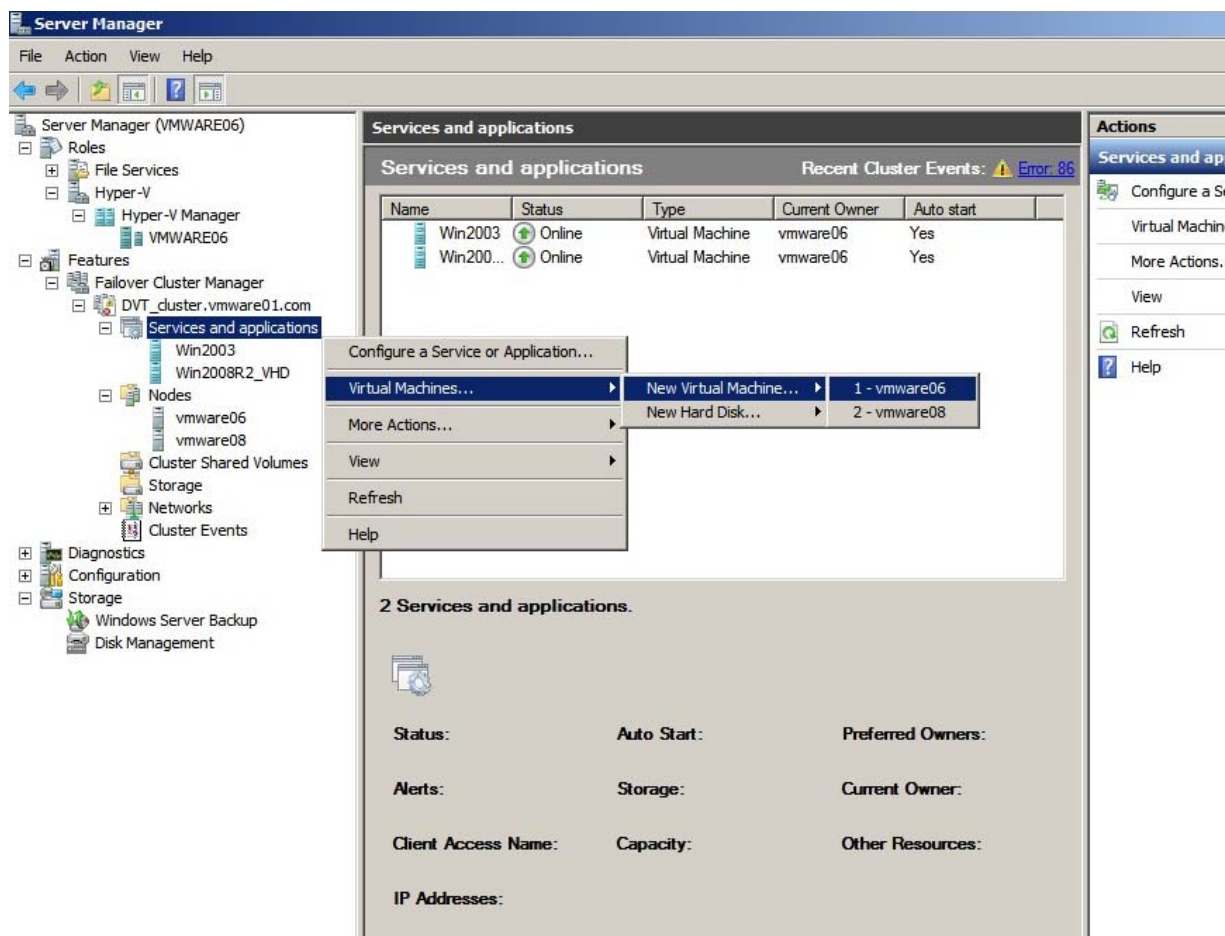 Server Manager
File Action View Help
Server Manager (VMWARE06)
Roles
File Services
Hyper-V
Hyper-V Manager
VMWARE06
Features
Failover Cluster Manager
DVT_cluster.vmware01.com
Services and applications
Win2003
Win2008R2_VHD
Nodes
vmware06
vmware08
Cluster Shared Volumes
Storage
Networks
Cluster Events
Diagnostics
Configuration
Storage
Windows Server Backup
Disk Management
Services and applications
Services and applications Recent Cluster Events: Error: 86
Name Status Type Current Owner Auto start
Win2003 Online Virtual Machine vmware06 Yes
Win200... Online Virtual Machine vmware06 Yes
Configure a Service or Application...
Virtual Machines...
More Actions...
View
Refresh
Help
New Virtual Machine...
New Hard Disk...
1 - vmware06
2 - vmware08
2 Services and applications.
Status: Auto Start: Preferred Owners:
Alerts: Storage: Current Owner:
Client Access Name: Capacity: Other Resources:
IP Addresses:
Actions
Services and ap
Configure a Se
Virtual Machin
More Actions.
View
Refresh
Help